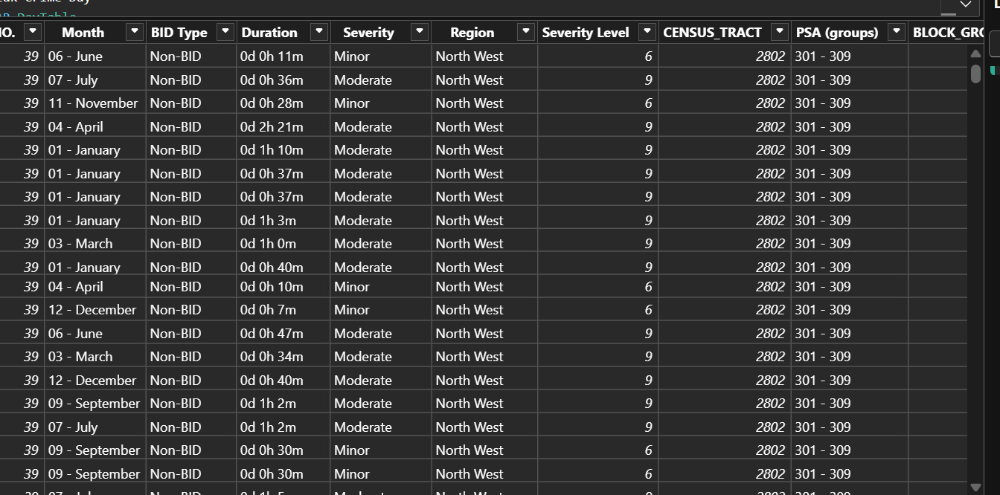 NO. Month BID Type Duration Severity Region Severity Level CENSUS_TRACT PSA (groups)
39 06 - June Non-BID 0d 0h 11m Minor North West 6 2802 301 - 309
39 07 - July Non-BID 0d 0h 36m Moderate North West 9 2802 301 - 309
39 11 - November Non-BID 0d 0h 28m Minor North West 6 2802 301 - 309
39 04 - April Non-BID 0d 2h 21m Moderate North West 9 2802 301 - 309
39 01 - January Non-BID 0d 1h 10m Moderate North West 9 2802 301 - 309
39 01 - January Non-BID 0d 0h 37m Moderate North West 9 2802 301 - 309
39 01 - January Non-BID 0d 0h 37m Moderate North West 9 2802 301 - 309
39 01 - January Non-BID 0d 1h 3m Moderate North West 9 2802 301 - 309
39 03 - March Non-BID 0d 1h 0m Moderate North West 9 2802 301 - 309
39 01 - January Non-BID 0d 0h 40m Moderate North West 9 2802 301 - 309
39 04 - April Non-BID 0d 0h 10m Minor North West 6 2802 301 - 309
39 12 - December Non-BID 0d 0h 7m Minor North West 6 2802 301 - 309
39 06 - June Non-BID 0d 0h 47m Moderate North West 9 2802 301 - 309
39 03 - March Non-BID 0d 0h 34m Moderate North West 9 2802 301 - 309
39 12 - December Non-BID 0d 0h 40m Moderate North West 9 2802 301 - 309
39 09 - September Non-BID 0d 1h 2m Moderate North West 9 2802 301 - 309
39 07 - July Non-BID 0d 1h 2m Moderate North West 9 2802 301 - 309
39 09 - September Non-BID 0d 0h 30m Minor North West 6 2802 301 - 309
39 09 - September Non-BID 0d 0h 30m Minor North West 6 2802 301 - 309